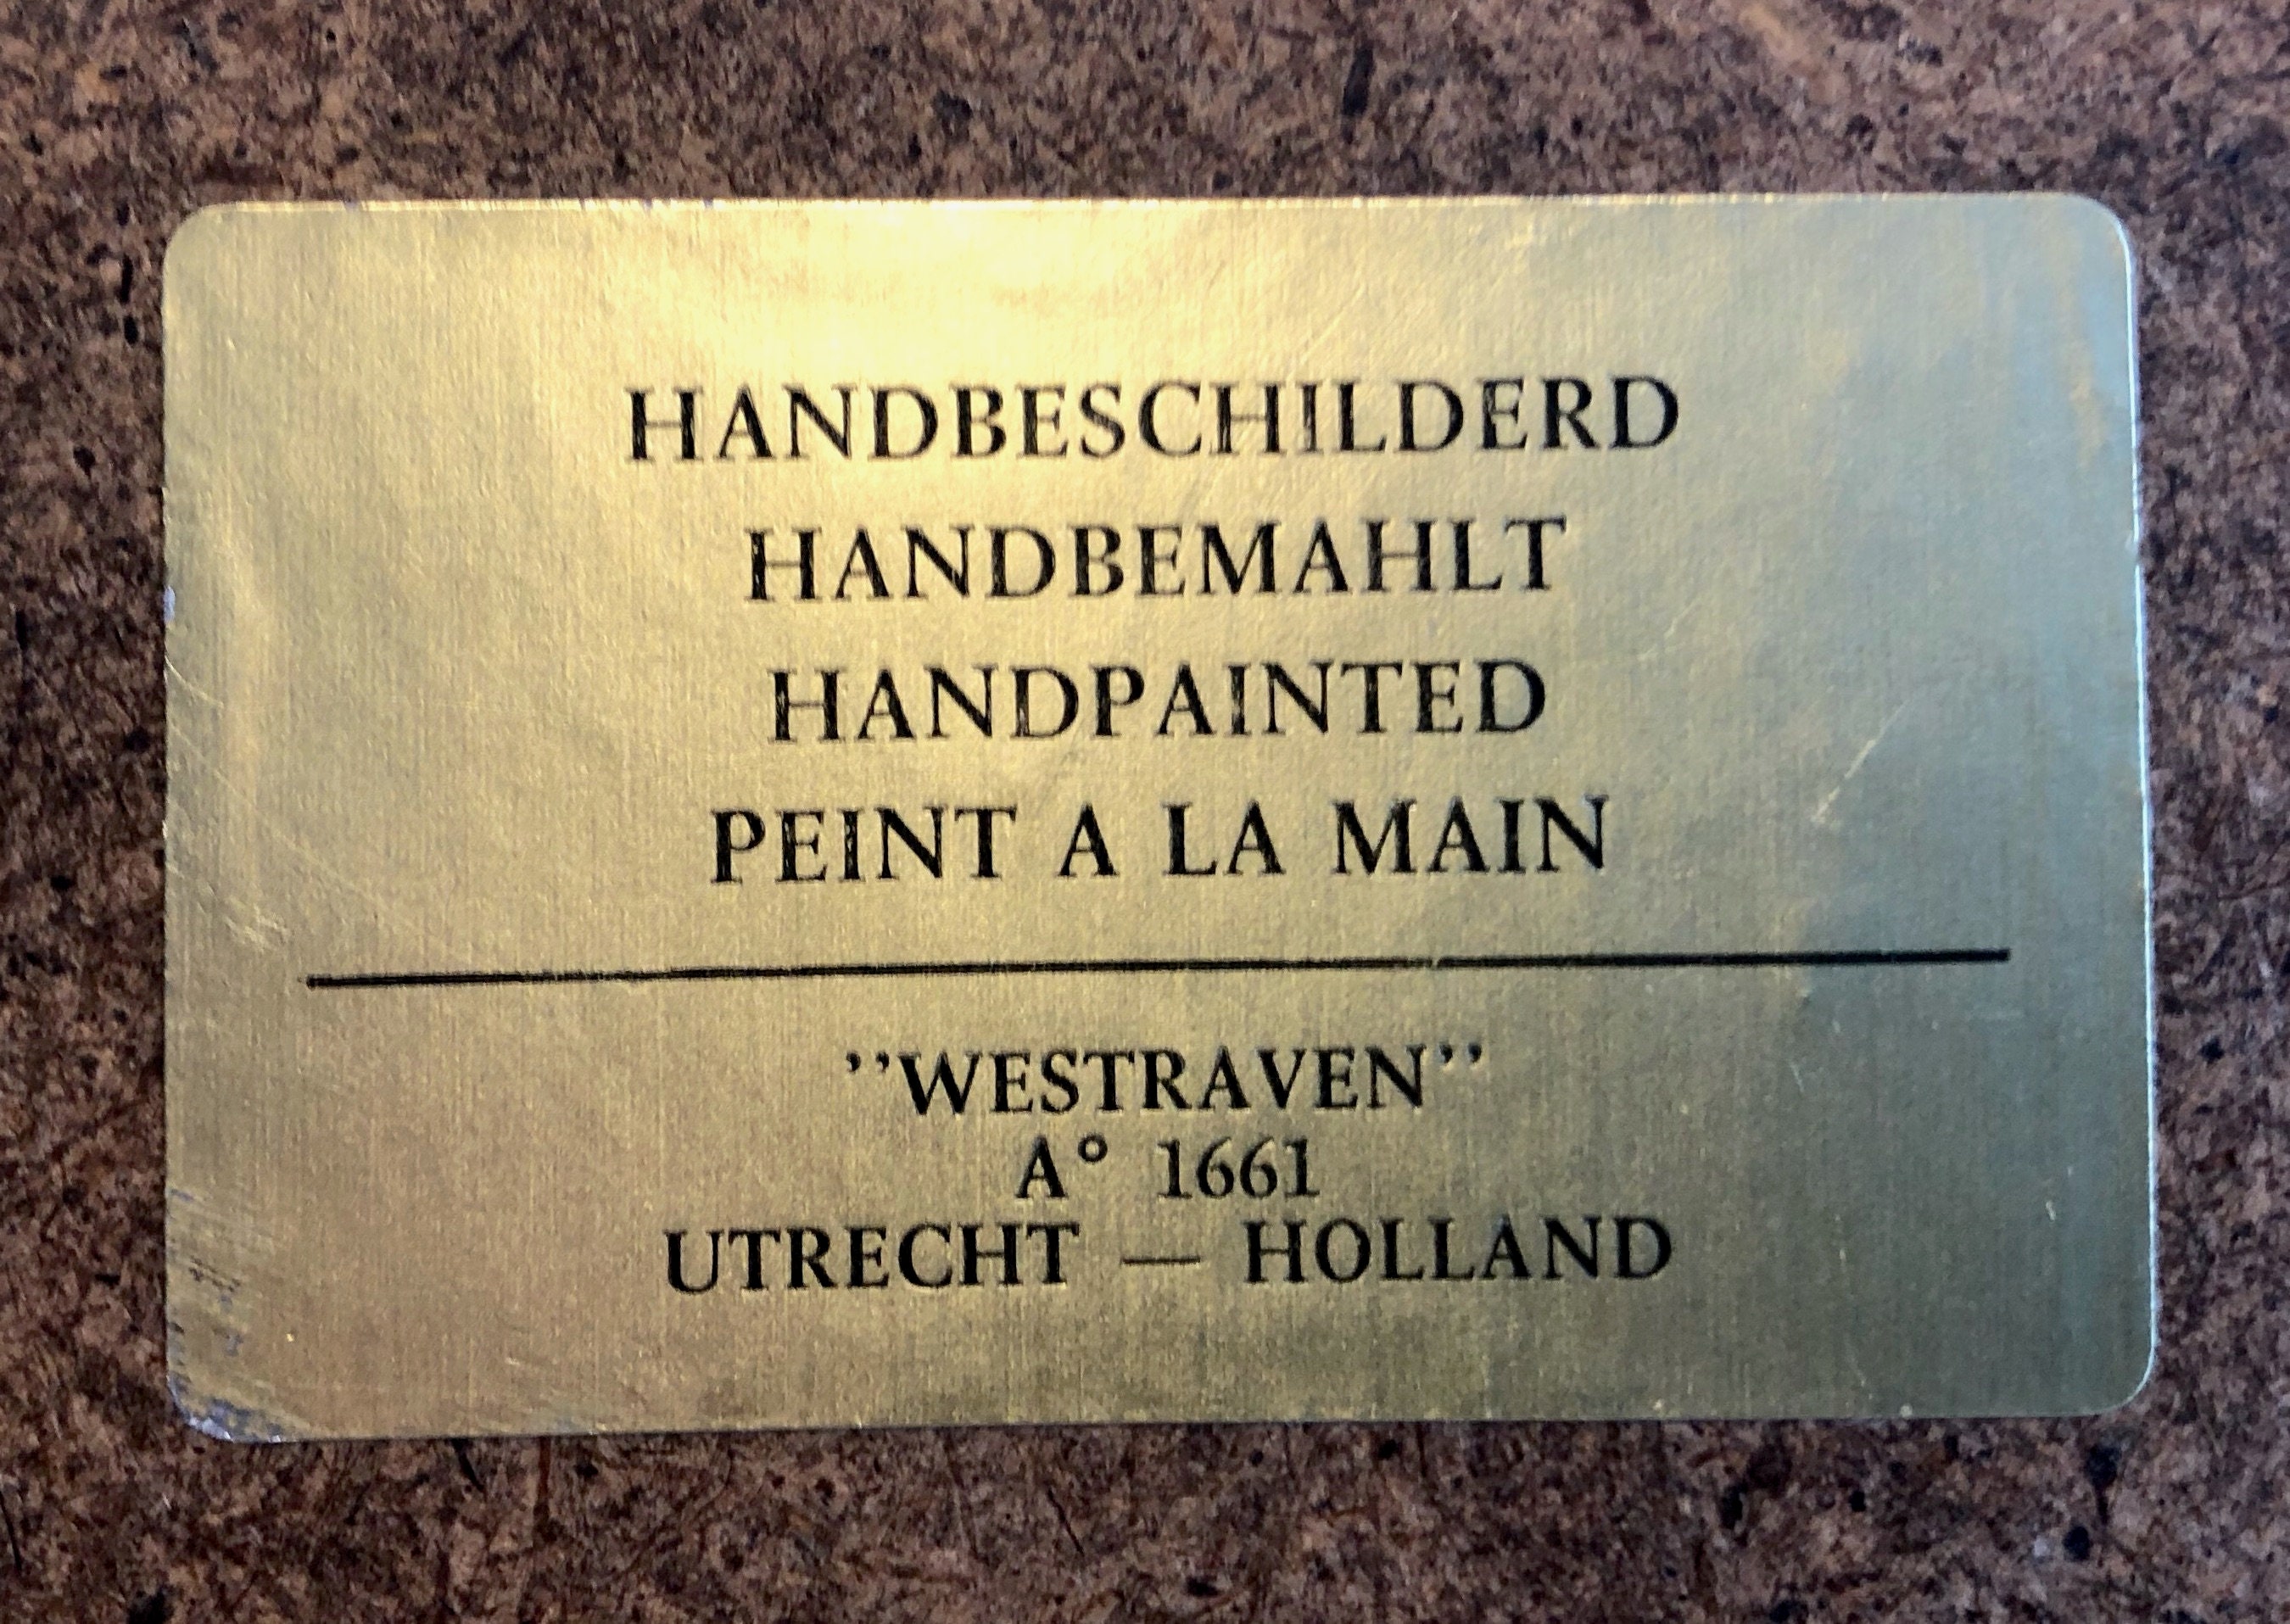 HANDBESCHILDERD
HANDBEMAHLT
HANDPAINTED
PEINT A LA MAIN
’’WESTRAVEN’’
A° 1661
UTRECHT — HOLLAND